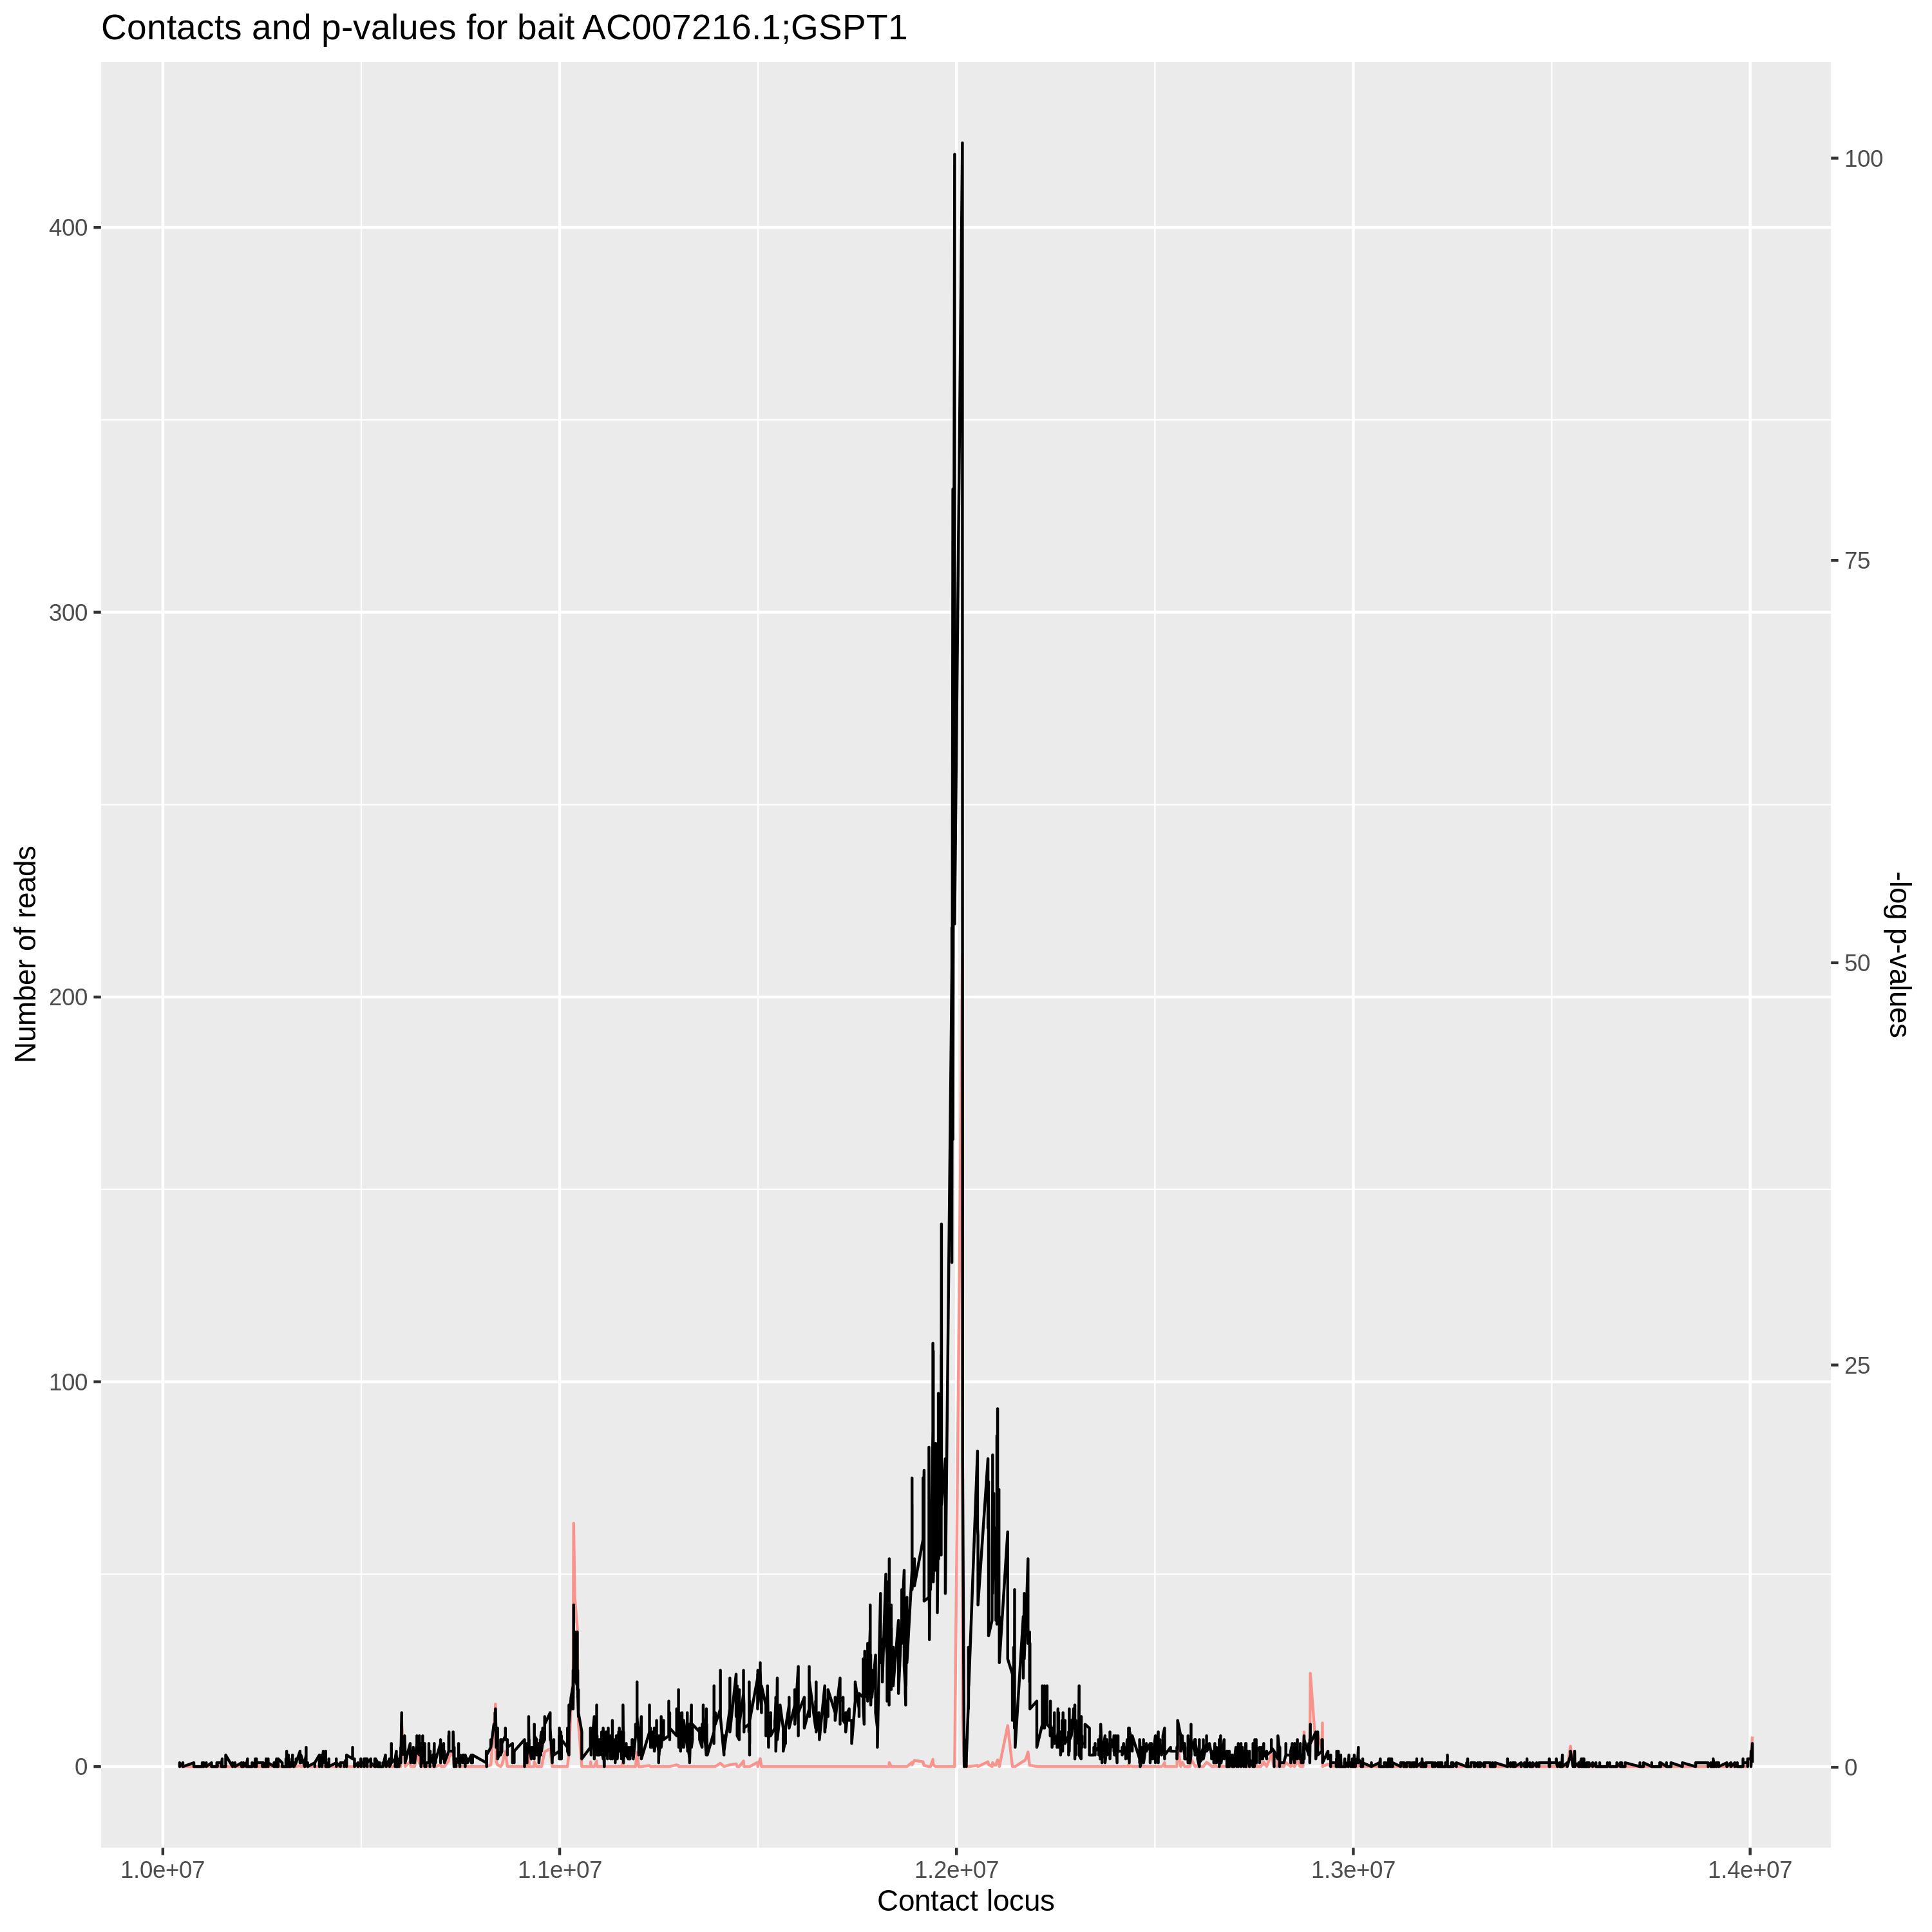 Contacts and p-values for bait AC007216.1;GSPT1
400
300
200
100
0
Number of reads
100
75
50
25
0
-log p-values
1.0e+07
1.1e+07
1.2e+07
1.3e+07
1.4e+07
Contact locus